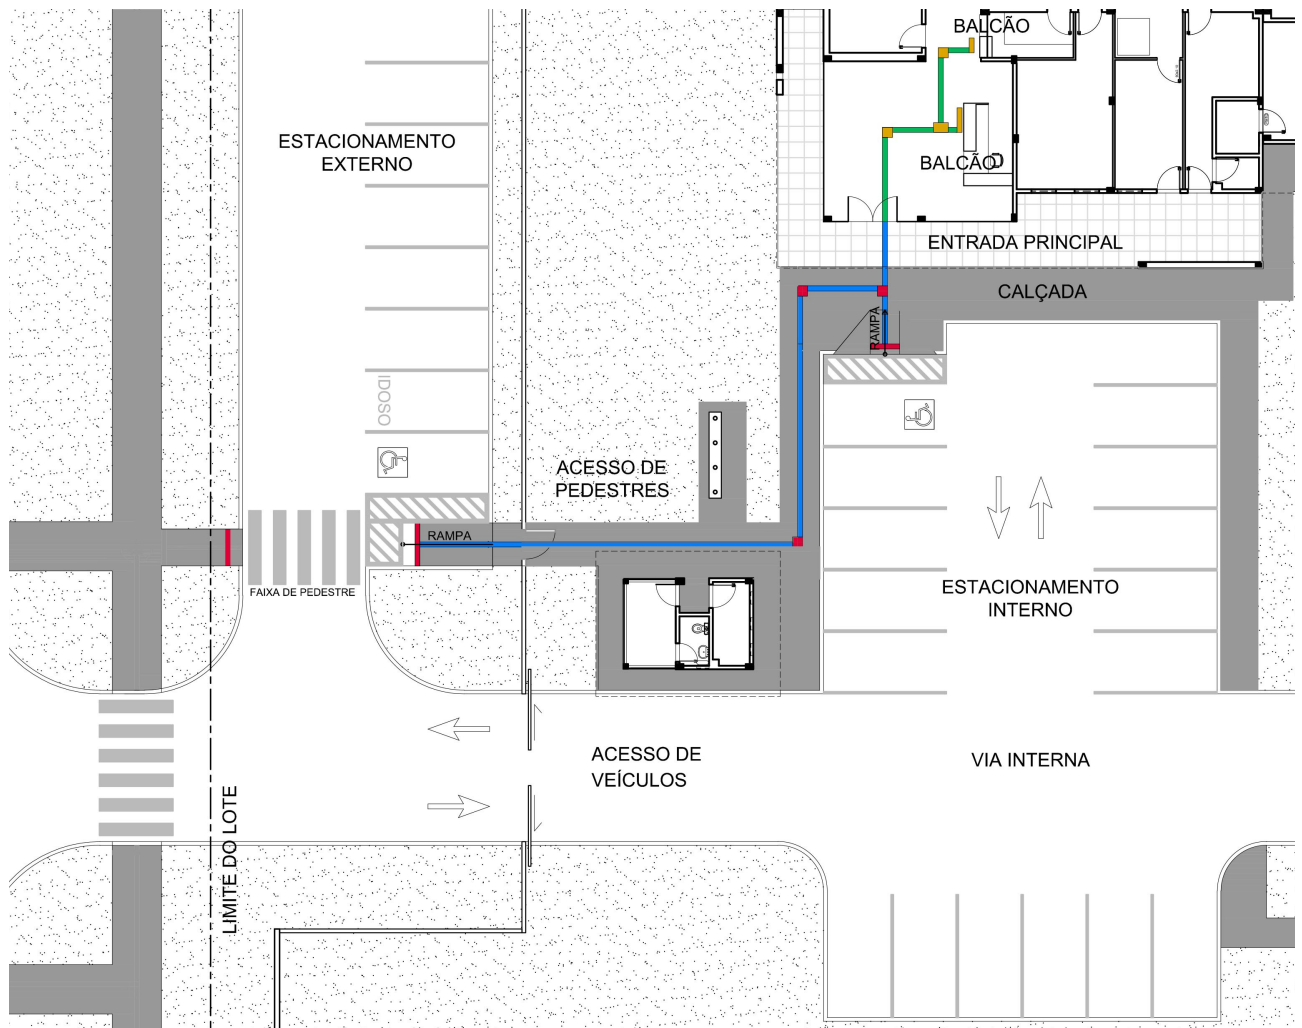 BALCÃO
ESTACIONAMENTO
EXTERNO
BALCÃO
ENTRADA PRINCIPAL
CALÇADA
RAMPA
IDOSO
ACESSO DE
PEDESTRES
RAMPA
FAIXA DE PEDESTRE
ESTACIONAMENTO
INTERNO
ACESSO DE
VEÍCULOS
VIA INTERNA
LIMITE DO LOTE